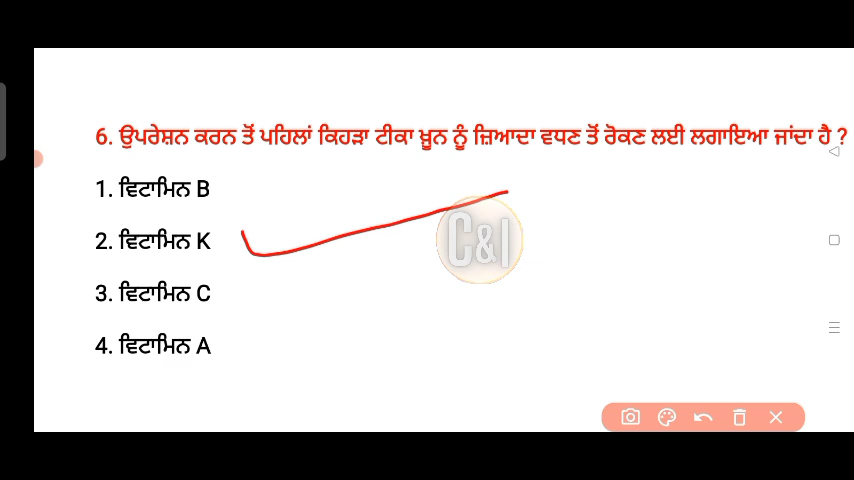 6. ਉਪਰੇਸ਼ਨ ਕਰਨ ਤੋਂ ਪਹਿਲਾਂ ਕਿਹੜਾ ਟੀਕਾ ਖ਼ੂਨ ਨੂੰ ਜ਼ਿਆਦਾ ਵਧਣ ਤੋਂ ਰੋਕਣ ਲਈ ਲਗਾਇਆ ਜਾਂਦਾ ਹੈ ?
1. ਵਿਟਾਮਿਨ B
2. ਵਿਟਾਮਿਨ K
C&I
3. ਵਿਟਾਮਿਨ C
4. ਵਿਟਾਮਿਨ A